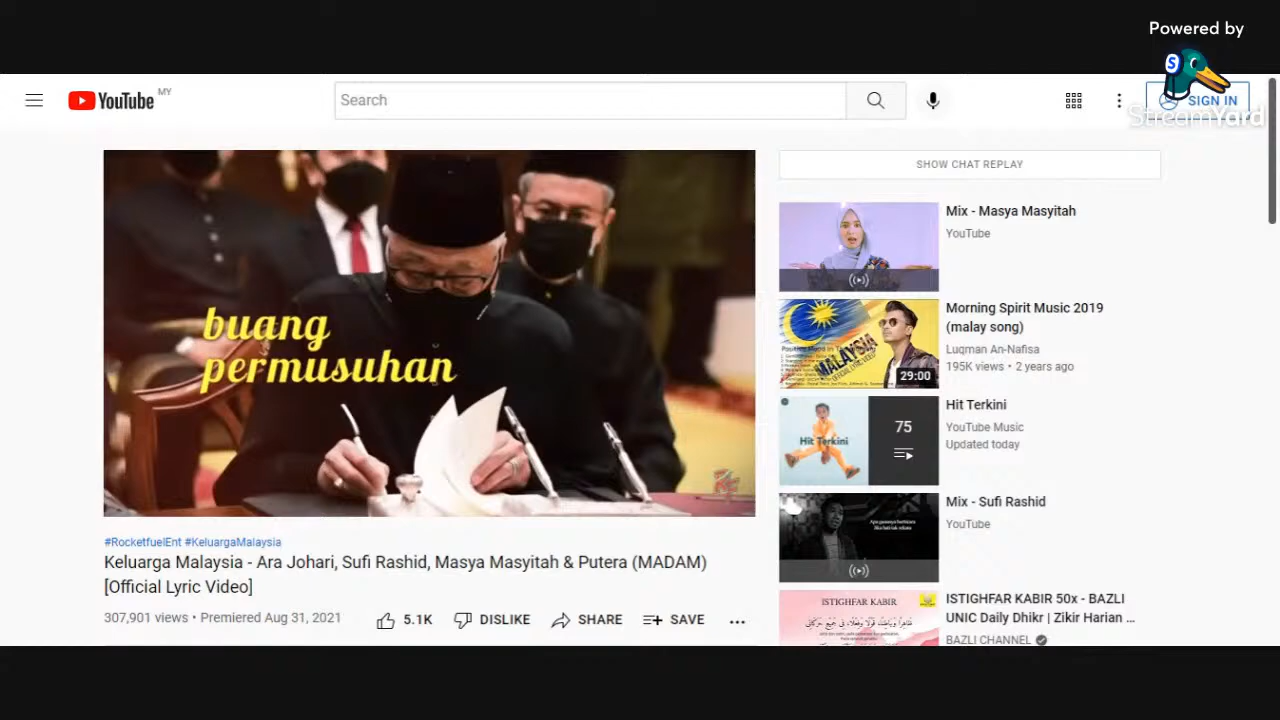 Powered by
StreamYard
YouTube MY
Search
SIGN IN
buang
permusuhan
#RocketfuelEnt #KeluargaMalaysia
Keluarga Malaysia - Ara Johari, Sufi Rashid, Masya Masyitah & Putera (MADAM)
[Official Lyric Video]
307,901 views • Premiered Aug 31, 2021
5.1K
DISLIKE
SHARE
SAVE
SHOW CHAT REPLAY
Mix - Masya Masyitah
YouTube
MALAYSIA
29:00
Morning Spirit Music 2019
(malay song)
Luqman An-Nafisa
195K views • 2 years ago
Hit Terkini
75
Hit Terkini
YouTube Music
Updated today
Mix - Sufi Rashid
YouTube
ISTIGHFAR KABIR
ISTIGHFAR KABIR 50x - BAZLI
UNIC Daily Dhikr | Zikir Harian ...
BAZLI CHANNEL